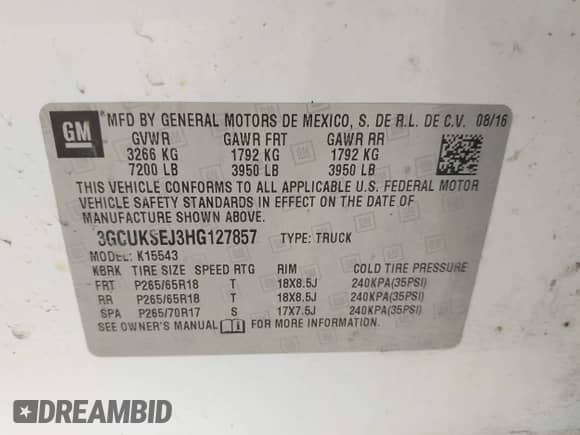 GM
MFD BY GENERAL MOTORS DE MEXICO, S. DE R.L. DE C.V. 08/16
GVWR GAWR FRT GAWR RR
3266 KG 1792 KG 1792 KG
7200 LB 3950 LB 3950 LB
THIS VEHICLE CONFORMS TO ALL APPLICABLE U.S. FEDERAL MOTOR
VEHICLE SAFETY STANDARDS IN EFFECT ON THE DATE OF
MANUFACTURE SHOWN ABOVE.
3GCUKSEJ3HG127857 TYPE: TRUCK
MODEL: K15543
KBRK TIRE SIZE SPEED RTG RIM COLD TIRE PRESSURE
FRT P265/65R18 T 18X8.5J 240KPA(35PSI)
RR P265/65R18 T 18X8.5J 240KPA(35PSI)
SPA P265/70R17 S 17X7.5J 240KPA(35PSI)
SEE OWNER'S MANUAL FOR MORE INFORMATION.
DREAMBID